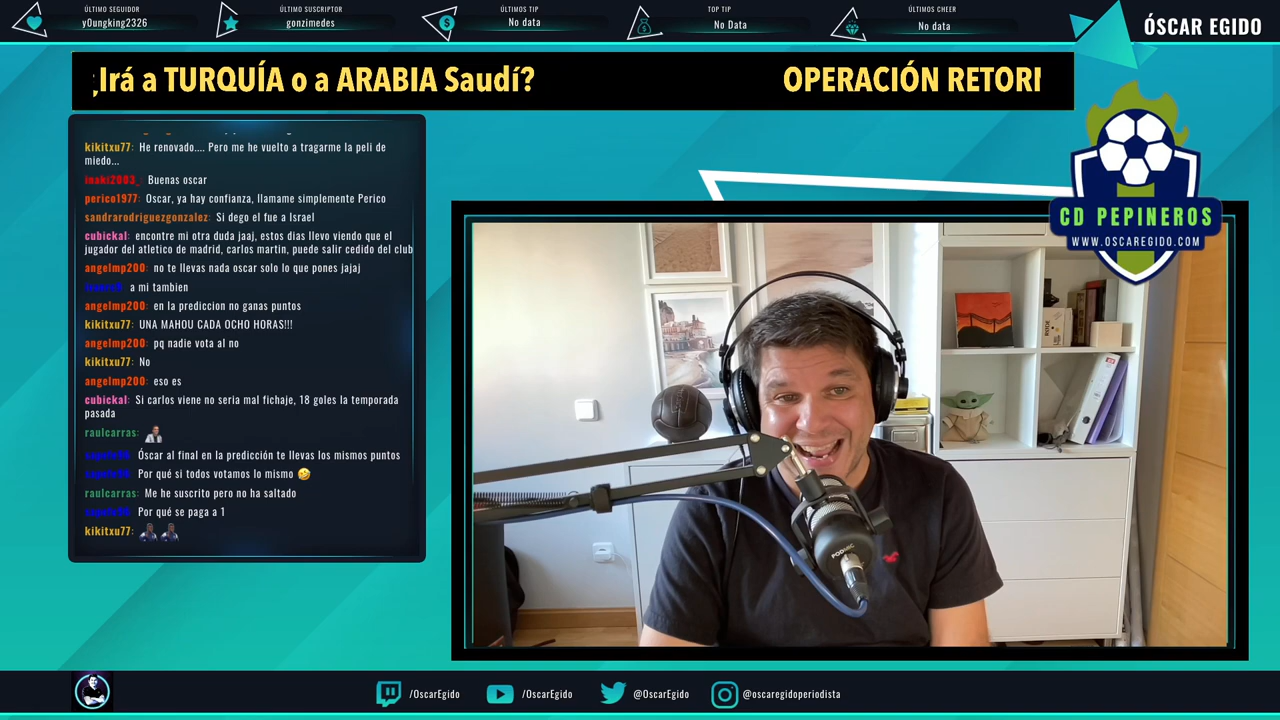 ÚLTIMO SEGUIDOR
y0ungking2326
ÚLTIMO SUSCRIPTOR
gonzimedes
ÚLTIMOS TIP
No data
TOP TIP
No Data
ÚLTIMOS CHEER
No data
ÓSCAR EGIDO
¿Irá a TURQUÍA o a ARABIA Saudí?
OPERACIÓN RETOR
kikitxu77: He renovado.... Pero me he vuelto a tragarme la peli de
miedo...
inaki2003_: Buenas oscar
perico1977: Oscar, ya hay confianza, llamame simplemente Perico
sandrarodriguezgonzalez: Si dego el fue a Israel
cubickal: encontre mi otra duda jaaj, estos dias llevo viendo que el
jugador del atletico de madrid, carlos martin, puede salir cedido del club
angelmp200: no te llevas nada oscar solo lo que pones jajaj
a mi tambien
angelmp200: en la prediccion no ganas puntos
kikitxu77: UNA MAHOU CADA OCHO HORAS!!!
angelmp200: pq nadie vota al no
kikitxu77: No
angelmp200: eso es
cubickal: Si carlos viene no seria mal fichaje, 18 goles la temporada
pasada
raulcarras:
Óscar al final en la predicción te llevas los mismos puntos
Por qué si todos votamos lo mismo 🤣
raulcarras: Me he suscrito pero no ha saltado
Por qué se paga a 1
kikitxu77:
CD PEPINEROS
WWW.OSCAREGIDO.COM
PODMIC
/OscarEgido
/OscarEgido
@OscarEgido
@oscaregidoperiodista